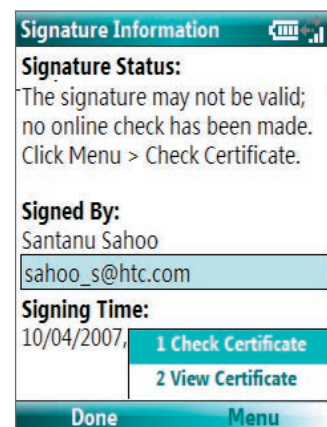 Signature Information
Signature Status:
The signature may not be valid;
no online check has been made.
Click Menu > Check Certificate.
Signed By:
Santanu Sahoo
sahoo_s@htc.com
Signing Time:
10/04/2007,
1 Check Certificate
2 View Certificate
Done Menu